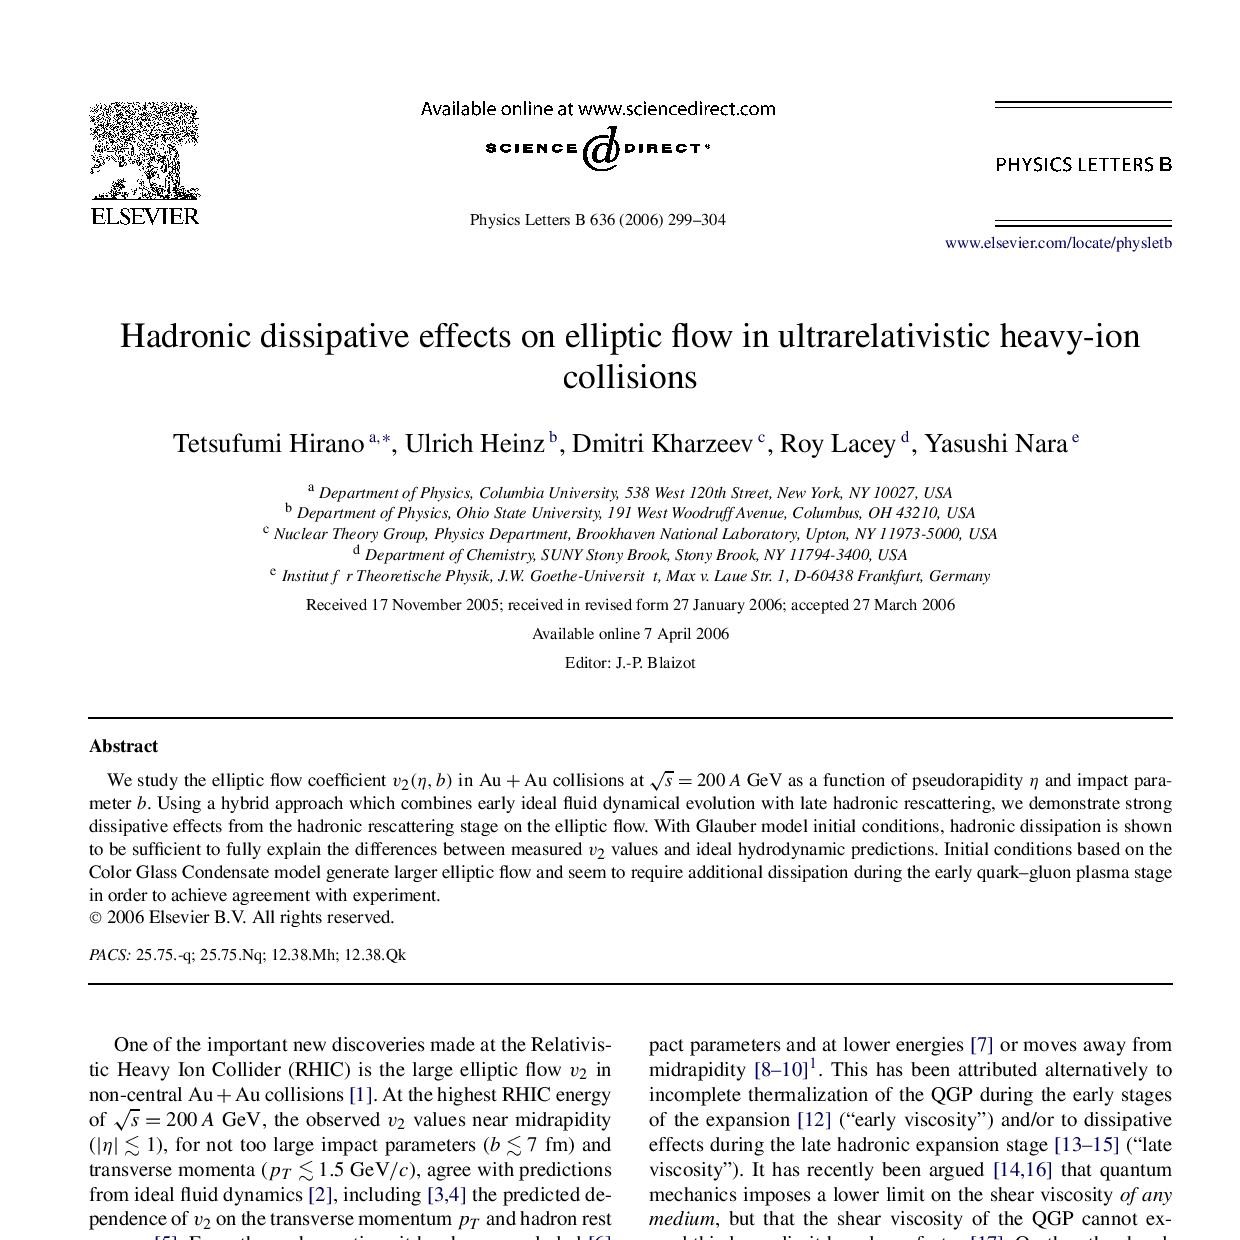 Available online at www.sciencedirect.com
SCIENCE d DIRECT®
ELSEVIER
PHYSICS LETTERS B
Physics Letters B 636 (2006) 299–304
www.elsevier.com/locate/physletb
Hadronic dissipative effects on elliptic flow in ultrarelativistic heavy-ion
collisions
Tetsufumi Hirano a,∗, Ulrich Heinz b, Dmitri Kharzeev c, Roy Lacey d, Yasushi Nara e
a Department of Physics, Columbia University, 538 West 120th Street, New York, NY 10027, USA
b Department of Physics, Ohio State University, 191 West Woodruff Avenue, Columbus, OH 43210, USA
c Nuclear Theory Group, Physics Department, Brookhaven National Laboratory, Upton, NY 11973-5000, USA
d Department of Chemistry, SUNY Stony Brook, Stony Brook, NY 11794-3400, USA
e Institut f r Theoretische Physik, J.W. Goethe-Universit t, Max v. Laue Str. 1, D-60438 Frankfurt, Germany
Received 17 November 2005; received in revised form 27 January 2006; accepted 27 March 2006
Available online 7 April 2006
Editor: J.-P. Blaizot
Abstract
We study the elliptic flow coefficient v2(η, b) in Au + Au collisions at √s = 200 A GeV as a function of pseudorapidity η and impact para-
meter b. Using a hybrid approach which combines early ideal fluid dynamical evolution with late hadronic rescattering, we demonstrate strong
dissipative effects from the hadronic rescattering stage on the elliptic flow. With Glauber model initial conditions, hadronic dissipation is shown
to be sufficient to fully explain the differences between measured v2 values and ideal hydrodynamic predictions. Initial conditions based on the
Color Glass Condensate model generate larger elliptic flow and seem to require additional dissipation during the early quark–gluon plasma stage
in order to achieve agreement with experiment.
© 2006 Elsevier B.V. All rights reserved.
PACS: 25.75.-q; 25.75.Nq; 12.38.Mh; 12.38.Qk
One of the important new discoveries made at the Relativis-
tic Heavy Ion Collider (RHIC) is the large elliptic flow v2 in
non-central Au + Au collisions [1]. At the highest RHIC energy
of √s = 200 A GeV, the observed v2 values near midrapidity
(|η| ≲ 1), for not too large impact parameters (b ≲ 7 fm) and
transverse momenta (pT ≲ 1.5 GeV/c), agree with predictions
from ideal fluid dynamics [2], including [3,4] the predicted de-
pendence of v2 on the transverse momentum pT and hadron rest
pact parameters and at lower energies [7] or moves away from
midrapidity [8–10]1. This has been attributed alternatively to
incomplete thermalization of the QGP during the early stages
of the expansion [12] (“early viscosity”) and/or to dissipative
effects during the late hadronic expansion stage [13–15] (“late
viscosity”). It has recently been argued [14,16] that quantum
mechanics imposes a lower limit on the shear viscosity of any
medium, but that the shear viscosity of the QGP cannot ex-